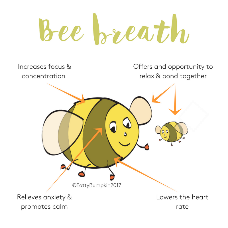 Bee breath
Increases focus &
concentration
Offers and opportunity to
relax & bond together
Relieves anxiety &
promotes calm
Lowers the heart
rate